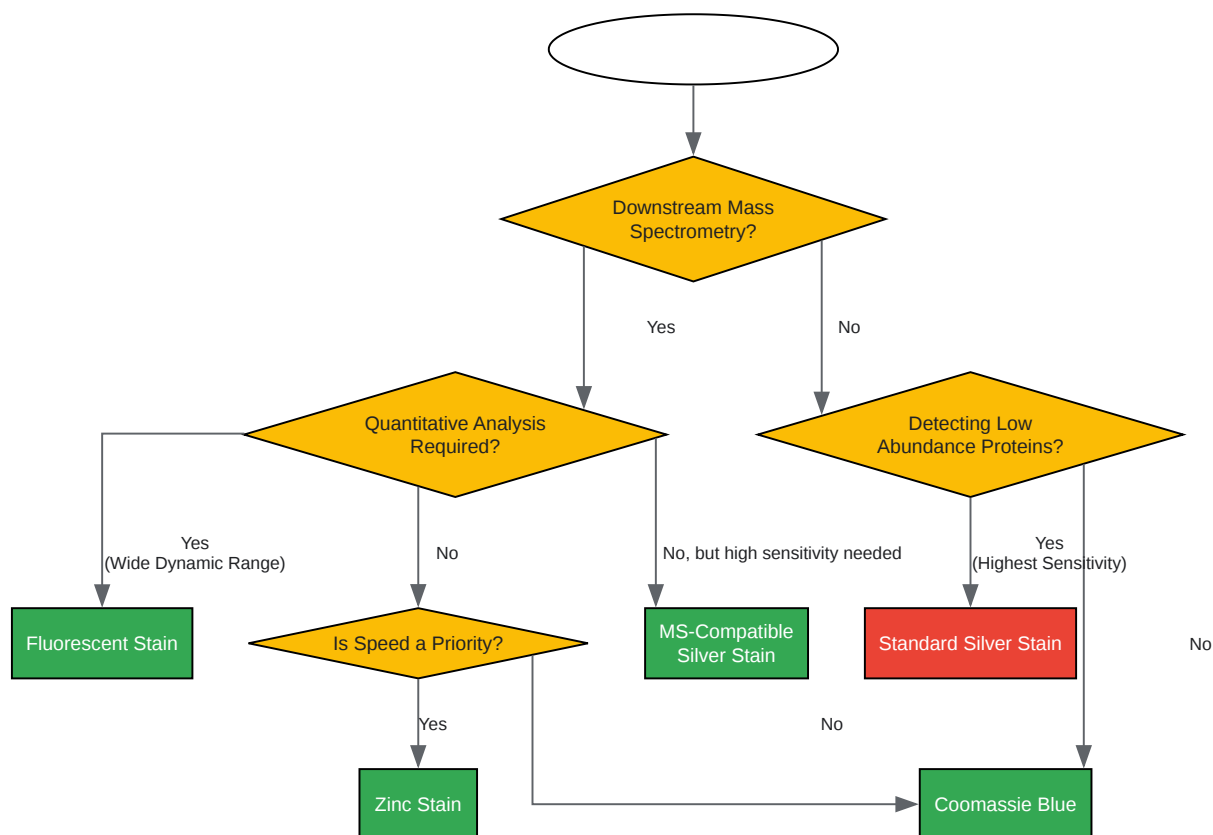 Downstream Mass
Spectrometry?
Yes
No
Quantitative Analysis
Required?
Detecting Low
Abundance Proteins?
Yes
(Wide Dynamic Range)
No
No, but high sensitivity needed
Yes
(Highest Sensitivity)
Fluorescent Stain
Is Speed a Priority?
MS-Compatible
Silver Stain
Standard Silver Stain
No
Yes
No
Zinc Stain
Coomassie Blue